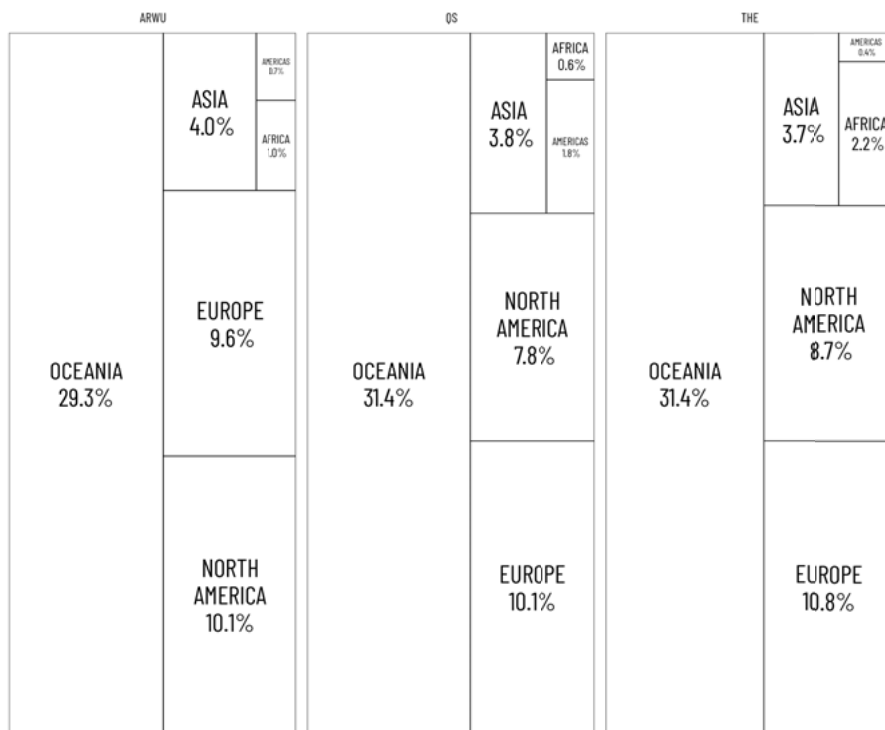 ARWU
OCEANIA
29.3%
ASIA
4.0%
AMERICAS
0.7%
AFRICA
1.0%
EUROPE
9.6%
NORTH
AMERICA
10.1%
QS
OCEANIA
31.4%
ASIA
3.8%
AFRICA
0.6%
AMERICAS
1.8%
NORTH
AMERICA
7.8%
EUROPE
10.1%
THE
OCEANIA
31.4%
ASIA
3.7%
AMERICAS
0.4%
AFRICA
2.2%
NORTH
AMERICA
8.7%
EUROPE
10.8%